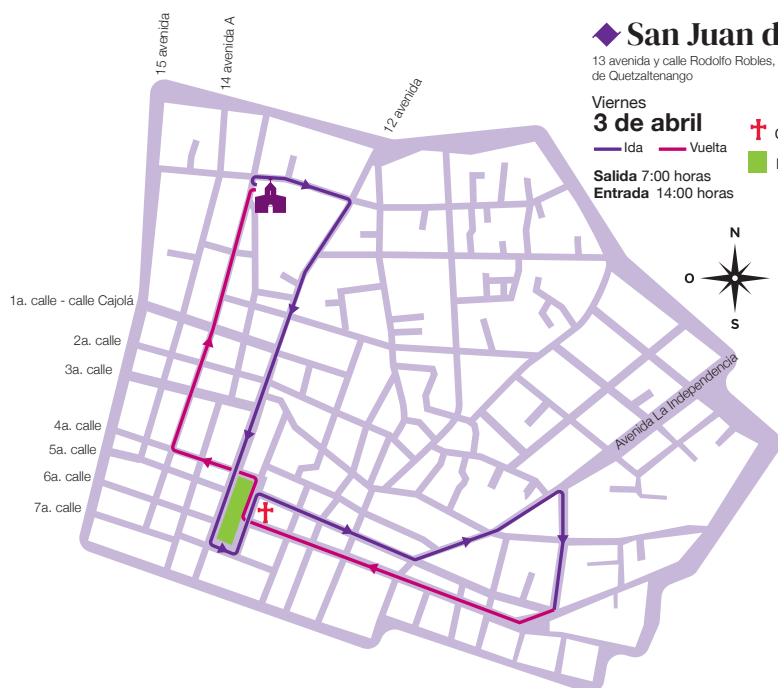 San Juan d
13 avenida y calle Rodolfo Robles,
de Quetzaltenango
Viernes
3 de abril
Ida
Vuelta
Salida 7:00 horas
Entrada 14:00 horas
15 avenida
14 avenida A
12 avenida
N
O
S
1a. calle - calle Cajolá
2a. calle
3a. calle
Avenida La Independencia
4a. calle
5a. calle
6a. calle
7a. calle